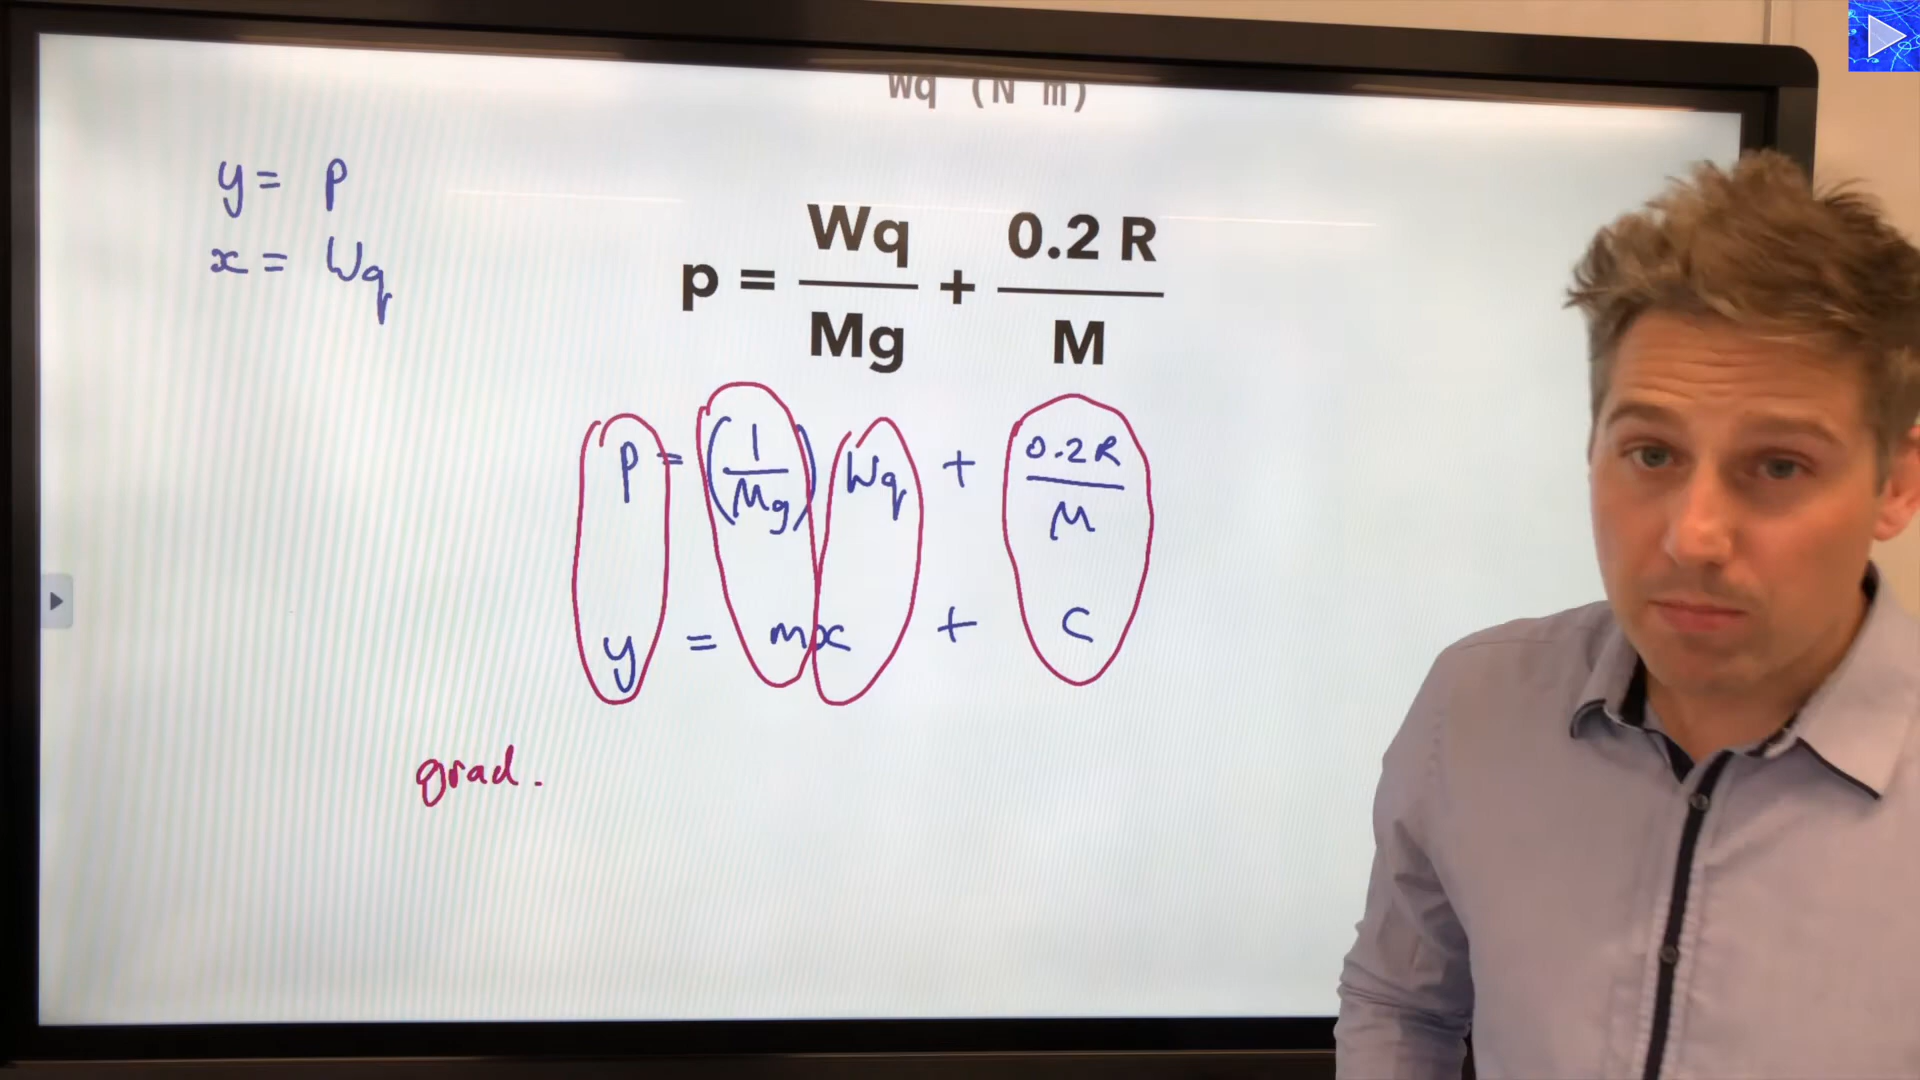 Wq (N m)
y = p
x = Wq
p = Wq/Mg + 0.2 R/M
p = (1/Mg) Wq + 0.2R/M
y = mx + c
grad.